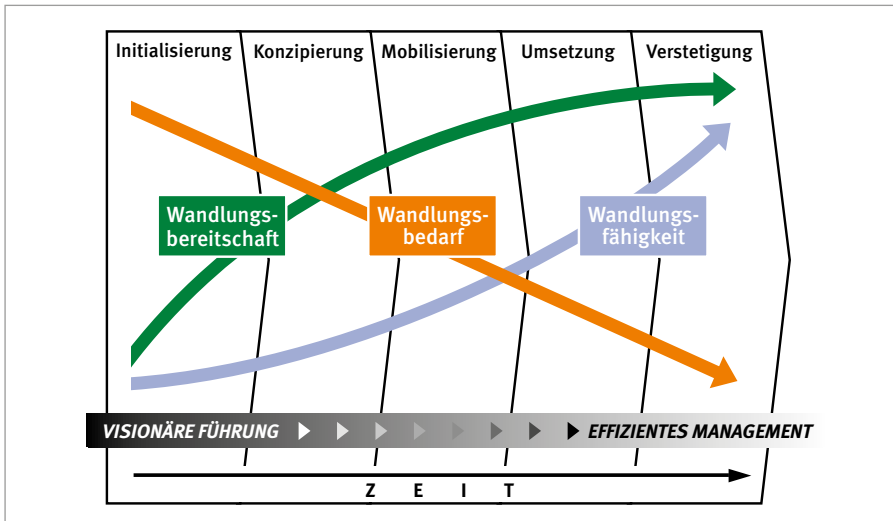 Initialisierung Konzipierung Mobilisierung Umsetzung Verstetigung
Wandlungs-
bereitschaft
Wandlungs-
bedarf
Wandlungs-
fähigkeit
VISIONÄRE FÜHRUNG EFFIZIENTES MANAGEMENT
Z E I T